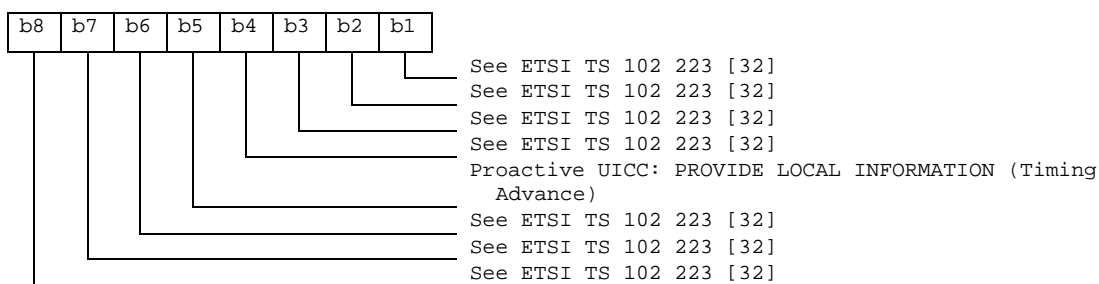 b8 b7 b6 b5 b4 b3 b2 b1
See ETSI TS 102 223 [32]
See ETSI TS 102 223 [32]
See ETSI TS 102 223 [32]
See ETSI TS 102 223 [32]
Proactive UICC: PROVIDE LOCAL INFORMATION (Timing
Advance)
See ETSI TS 102 223 [32]
See ETSI TS 102 223 [32]
See ETSI TS 102 223 [32]